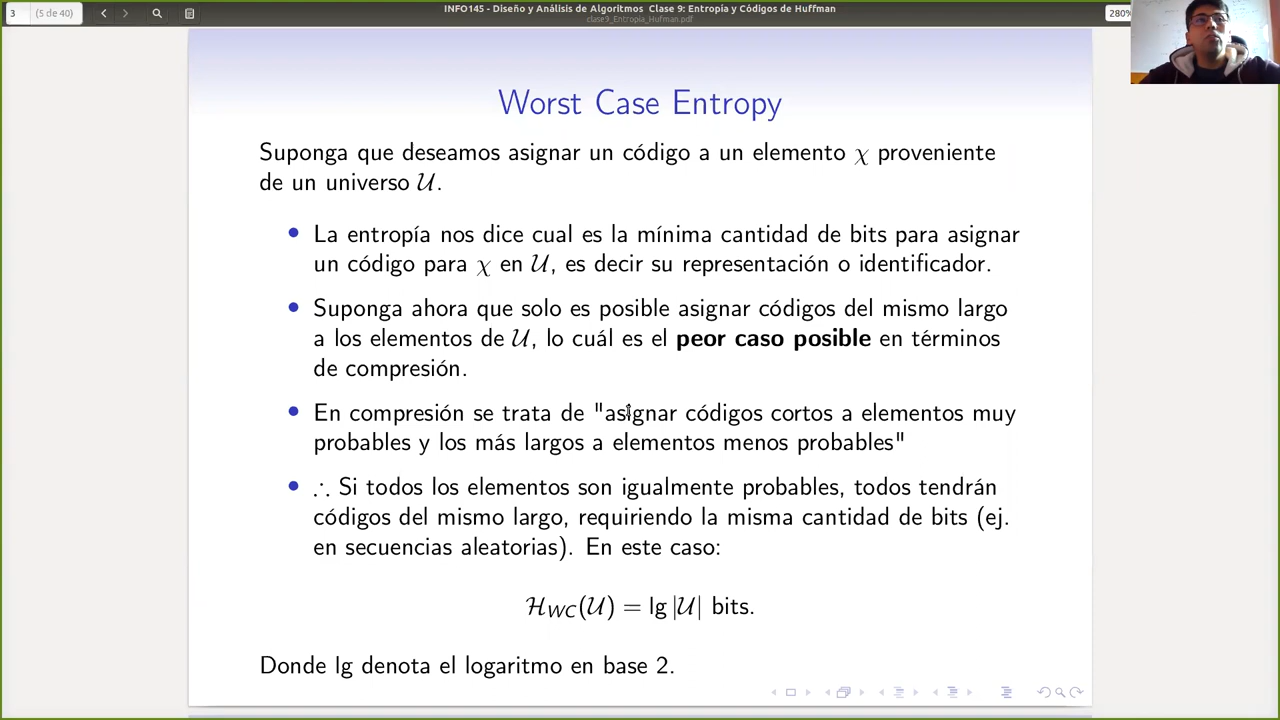 3 (5 de 40)
INFO145 - Diseño y Análisis de Algoritmos Clase 9: Entropía y Códigos de Huffman
clase9_Entropia_Hufman.pdf
280%
Worst Case Entropy
Suponga que deseamos asignar un código a un elemento χ proveniente
de un universo 𝒰.
• La entropía nos dice cual es la mínima cantidad de bits para asignar
un código para χ en 𝒰, es decir su representación o identificador.
• Suponga ahora que solo es posible asignar códigos del mismo largo
a los elementos de 𝒰, lo cuál es el peor caso posible en términos
de compresión.
• En compresión se trata de "asignar códigos cortos a elementos muy
probables y los más largos a elementos menos probables"
• ∴ Si todos los elementos son igualmente probables, todos tendrán
códigos del mismo largo, requiriendo la misma cantidad de bits (ej.
en secuencias aleatorias). En este caso:
ℋ_WC(𝒰) = lg |𝒰| bits.
Donde lg denota el logaritmo en base 2.